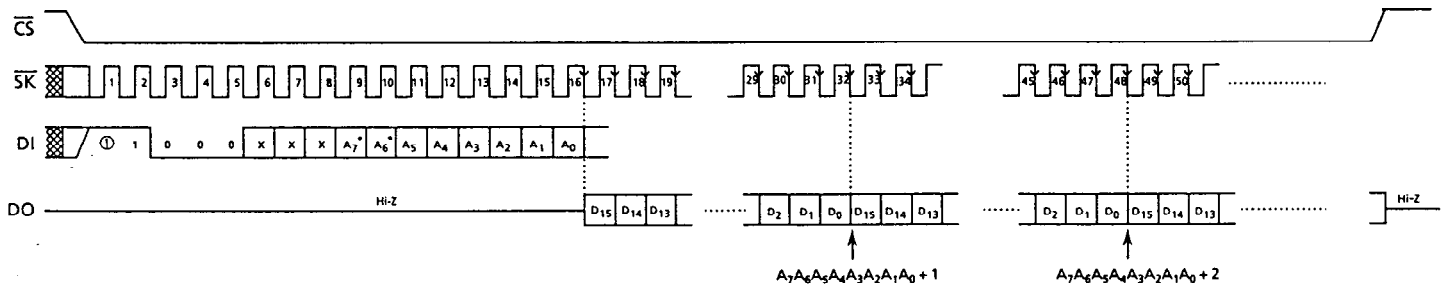 CS
SK 1 2 3 4 5 6 7 8 9 10 11 12 13 14 15 16 17 18 19 29 30 31 32 33 34 45 46 47 48 49 50
DI ① 1 0 0 0 X X X A7* A6* A5 A4 A3 A2 A1 A0
DO Hi-Z D15 D14 D13 D2 D1 D0 D15 D14 D13 D2 D1 D0 D15 D14 D13 Hi-Z
A7A6A5A4A3A2A1A0 + 1 A7A6A5A4A3A2A1A0 + 2